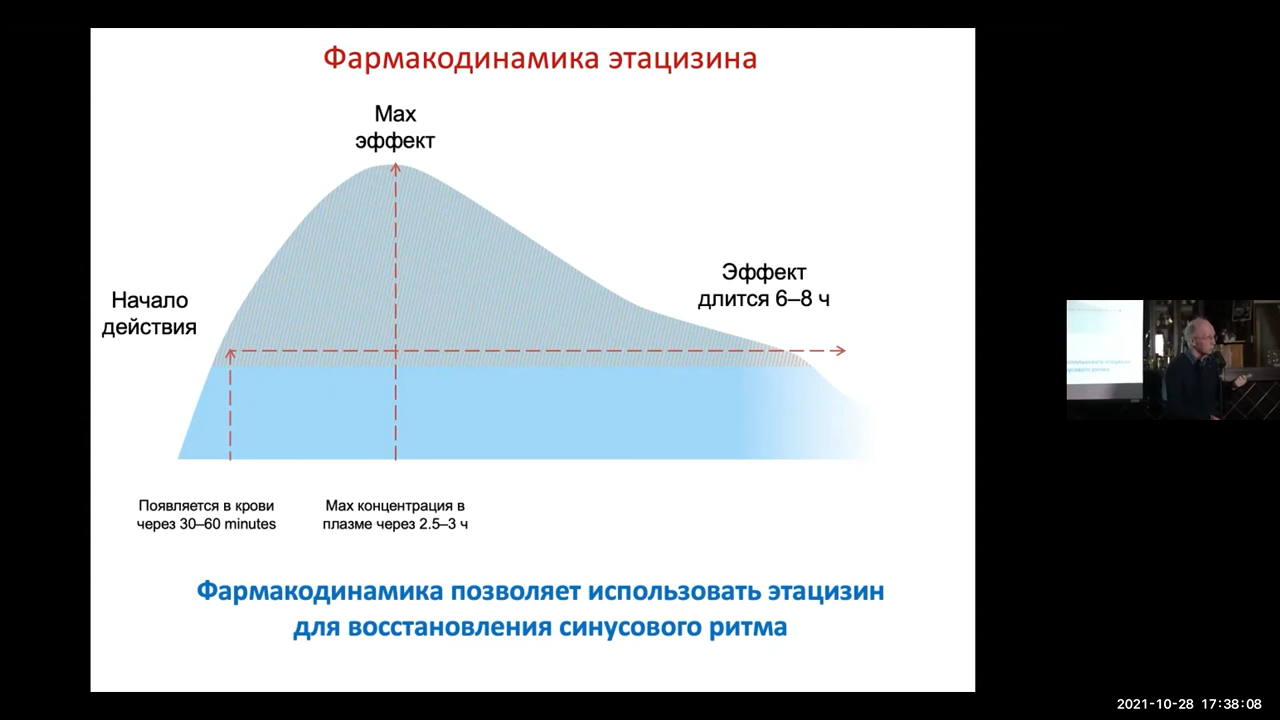 Фармакодинамика этацизина
Max
эффект
Эффект
длится 6–8 ч
Начало
действия
Появляется в крови
через 30–60 minutes
Max концентрация в
плазме через 2.5–3 ч
Фармакодинамика позволяет использовать этацизин
для восстановления синусового ритма
2021-10-28 17:38:08